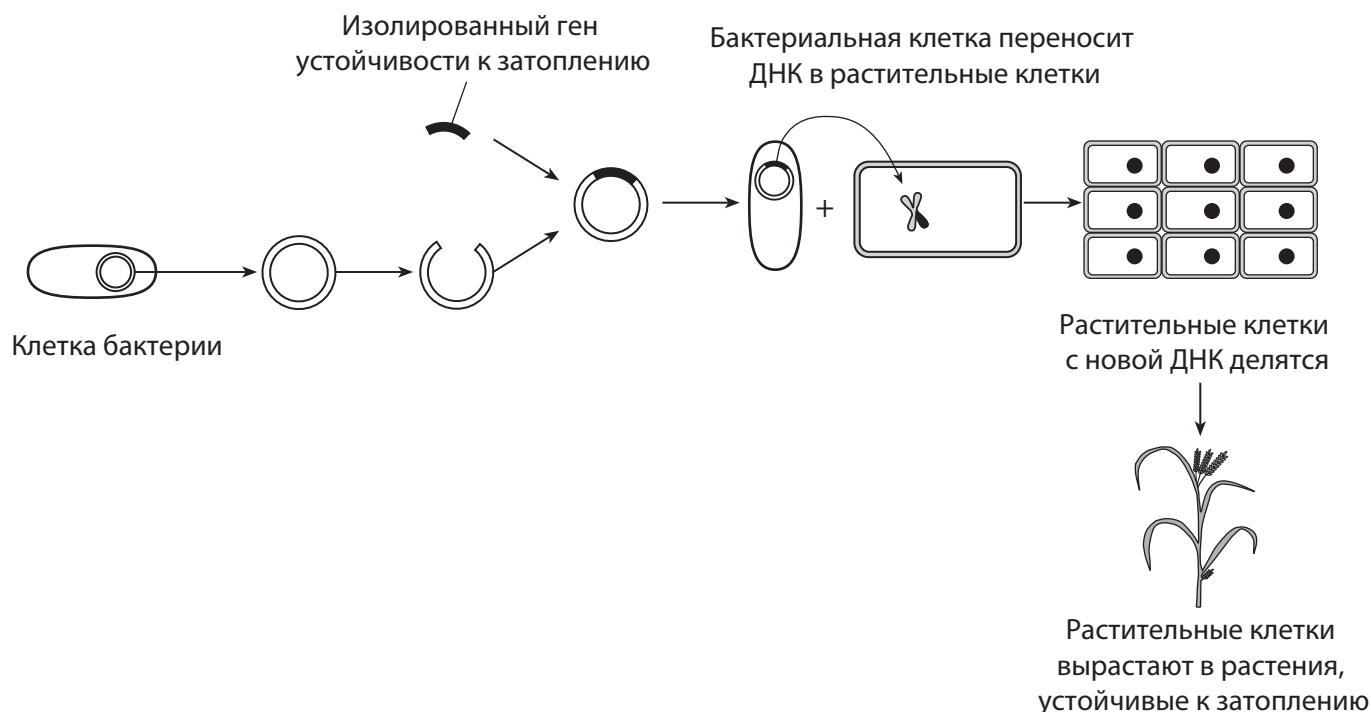 Изолированный ген
устойчивости к затоплению
Бактериальная клетка переносит
ДНК в растительные клетки
+
Клетка бактерии
Растительные клетки
с новой ДНК делятся
Растительные клетки
вырастают в растения,
устойчивые к затоплению